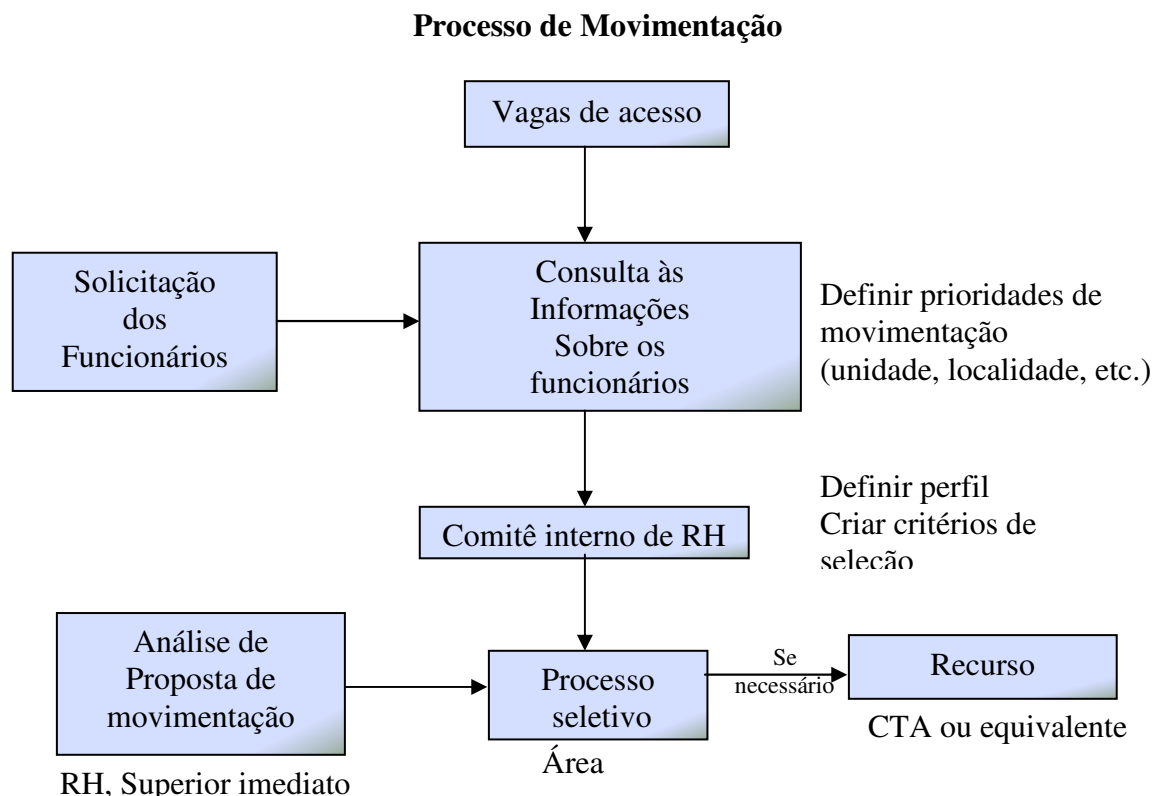 Processo de Movimentação
Vagas de acesso
Solicitação
dos
Funcionários
Consulta às
Informações
Sobre os
funcionários
Definir prioridades de
movimentação
(unidade, localidade, etc.)
Comitê interno de RH
Definir perfil
Criar critérios de
seleção
Análise de
Proposta de
movimentação
RH, Superior imediato
Processo
seletivo
Área
Se
necessário
Recurso
CTA ou equivalente